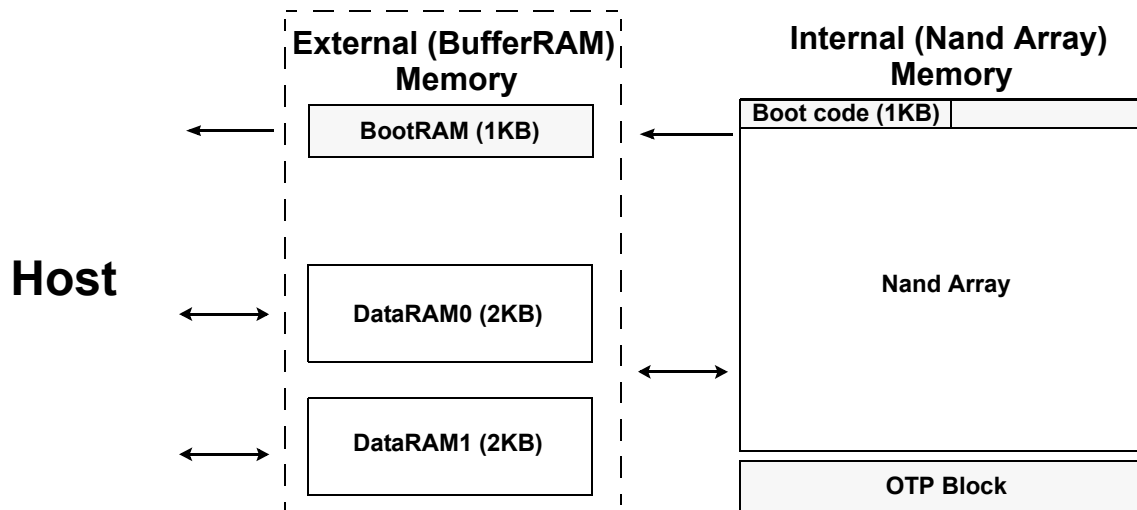 External (BufferRAM)
Memory
Internal (Nand Array)
Memory
BootRAM (1KB)
Boot code (1KB)
Host
Nand Array
DataRAM0 (2KB)
DataRAM1 (2KB)
OTP Block